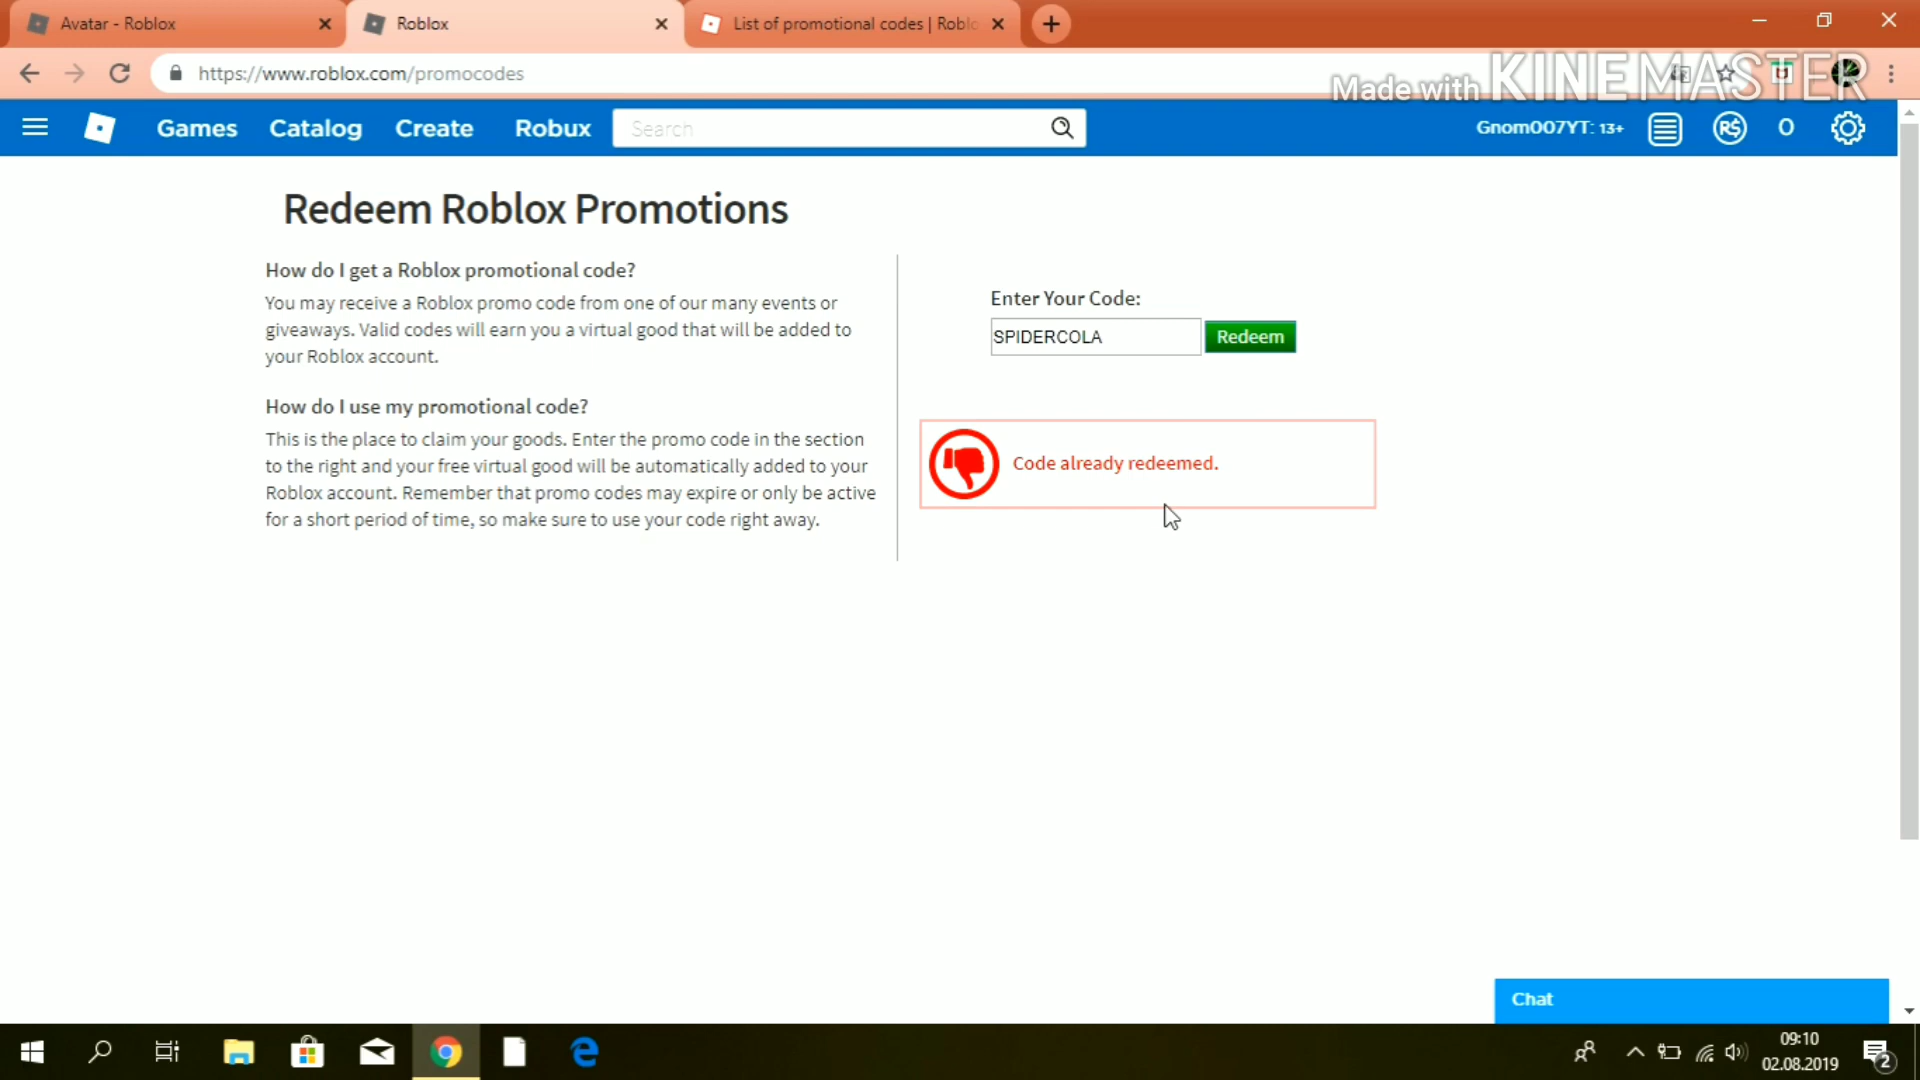 Avatar - Roblox
Roblox
List of promotional codes | Roblo
https://www.roblox.com/promocodes
Made with KINEMASTER
Games
Catalog
Create
Robux
Search
Gnom007YT: 13+
R$
0
Redeem Roblox Promotions
How do I get a Roblox promotional code?
You may receive a Roblox promo code from one of our many events or
giveaways. Valid codes will earn you a virtual good that will be added to
your Roblox account.
How do I use my promotional code?
This is the place to claim your goods. Enter the promo code in the section
to the right and your free virtual good will be automatically added to your
Roblox account. Remember that promo codes may expire or only be active
for a short period of time, so make sure to use your code right away.
Enter Your Code:
SPIDERCOLA
Redeem
Code already redeemed.
Chat
09:10
02.08.2019
2